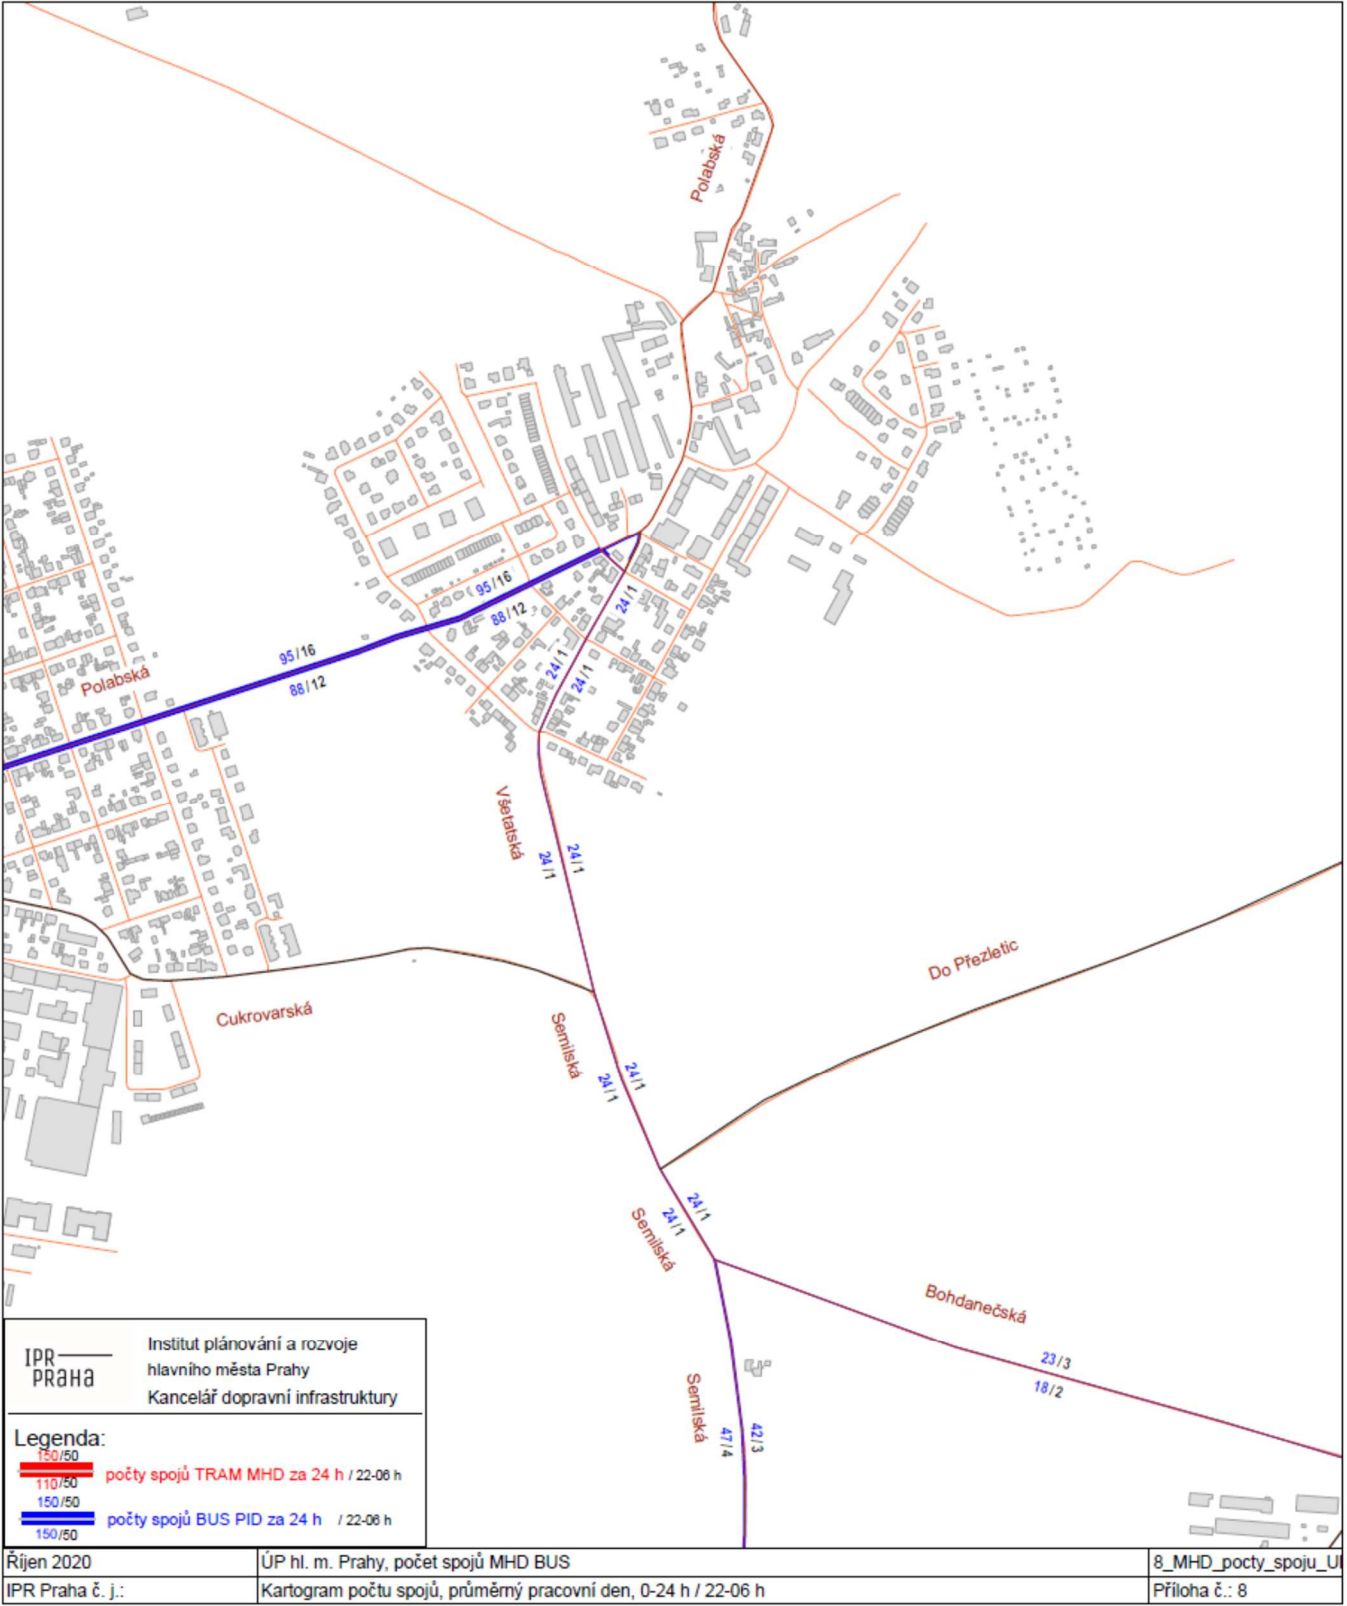 Polabská
95/16
88/12
24/1
95/16
88/12
24/1
24/1
Polabská
Všetatská
24/1
24/1
Do Přezletic
Cukrovarská
Semilská
24/1
24/1
24/1
24/1
Semilská
Bohdanečská
23/3
18/2
Semilská
47/4
42/3
IPR
PRAHA
Institut plánování a rozvoje
hlavního města Prahy
Kancelář dopravní infrastruktury
Legenda:
150/50
110/50
počty spojů TRAM MHD za 24 h / 22-06 h
150/50
150/50
počty spojů BUS PID za 24 h / 22-06 h
Říjen 2020
ÚP hl. m. Prahy, počet spojů MHD BUS
8_MHD_pocty_spoju_U
IPR Praha č. j.:
Kartogram počtu spojů, průměrný pracovní den, 0-24 h / 22-06 h
Příloha č.: 8